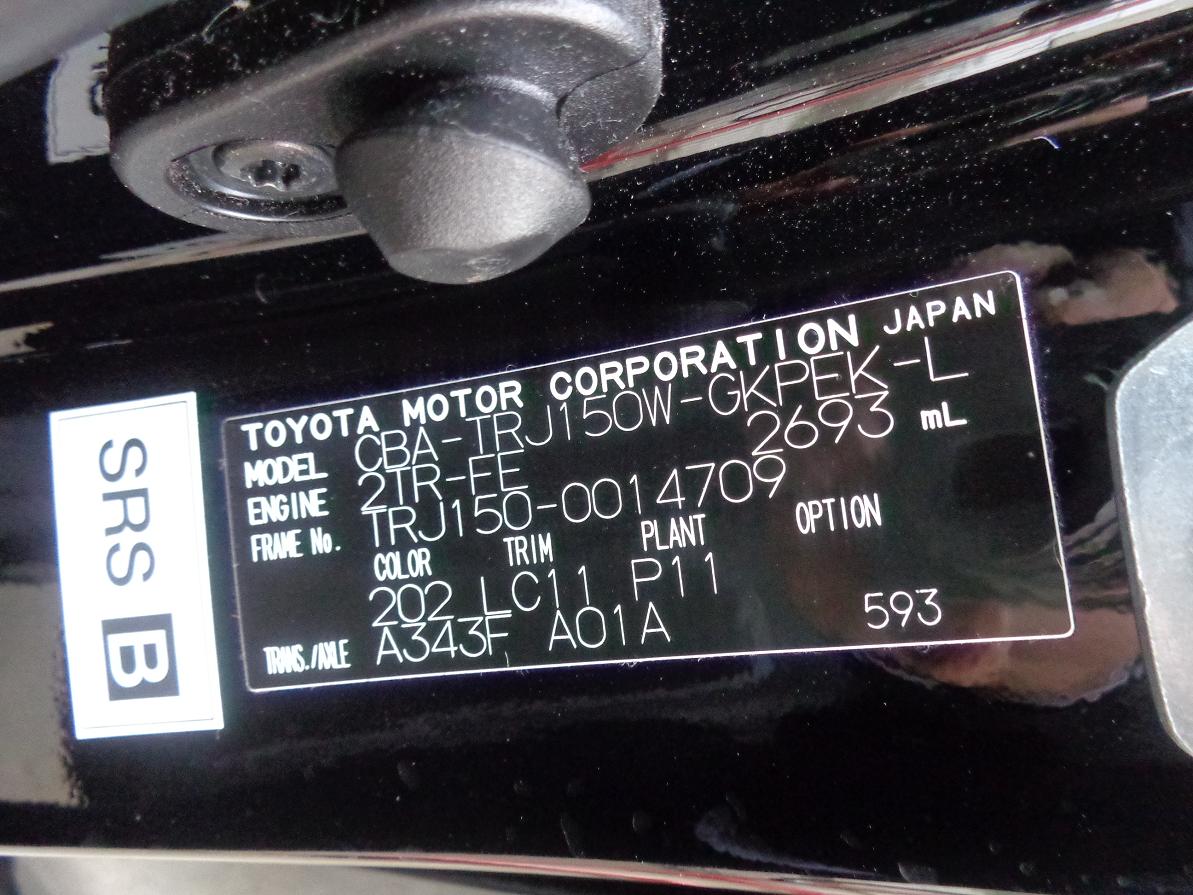 TOYOTA MOTOR CORPORATION JAPAN
MODEL CBA-TRJ150W-GKPEK-L
ENGINE 2TR-FE 2693 mL
FRAME No. TRJ150-0014709
COLOR TRIM PLANT OPTION
202 LC11 P11
TRANS./AXLE A343F A01A 593
SRS B